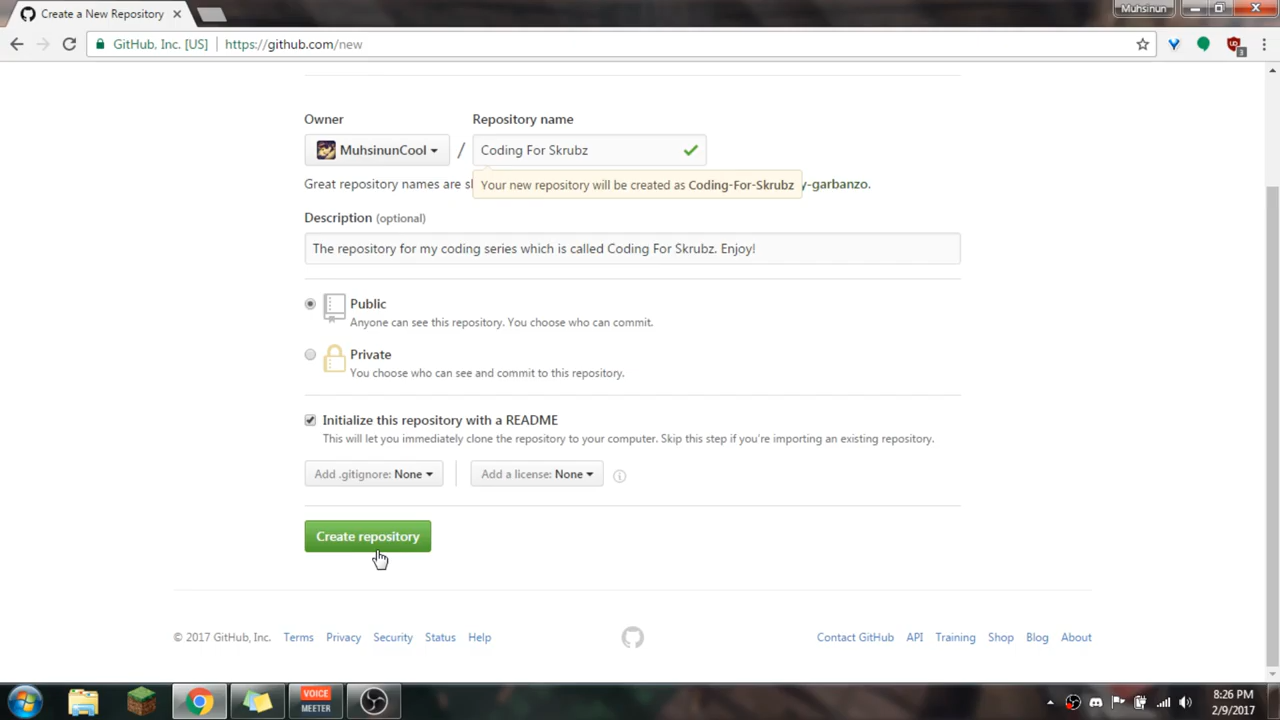 Create a New Repository
Muhsinun
GitHub, Inc. [US]
https://github.com/new
Owner
Repository name
MuhsinunCool
/
Coding For Skrubz
Great repository names are s
Your new repository will be created as Coding-For-Skrubz
y-garbanzo.
Description (optional)
The repository for my coding series which is called Coding For Skrubz. Enjoy!
Public
Anyone can see this repository. You choose who can commit.
Private
You choose who can see and commit to this repository.
Initialize this repository with a README
This will let you immediately clone the repository to your computer. Skip this step if you're importing an existing repository.
Add .gitignore: None
Add a license: None
Create repository
© 2017 GitHub, Inc.
Terms
Privacy
Security
Status
Help
Contact GitHub
API
Training
Shop
Blog
About
VOICE
MEETER
8:26 PM
2/9/2017